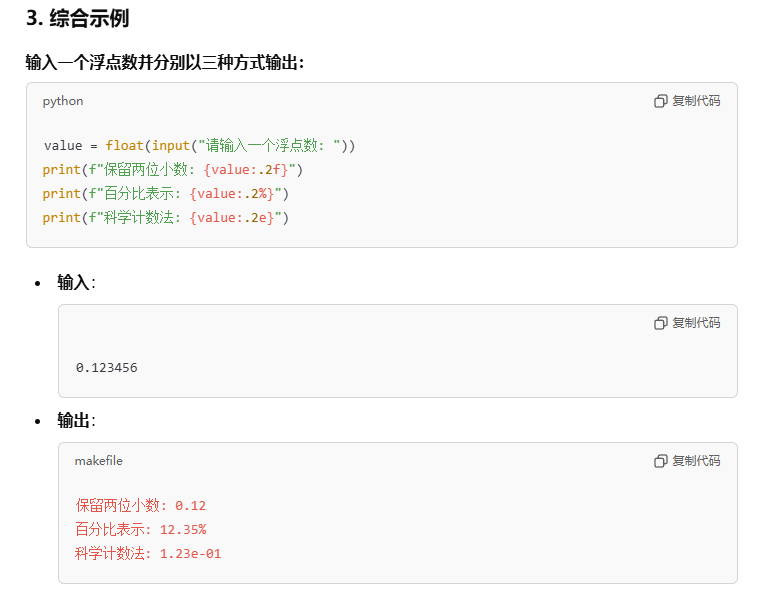 3. 综合示例
输入一个浮点数并分别以三种方式输出：
python
复制代码
value = float(input("请输入一个浮点数: "))
print(f"保留两位小数: {value:.2f}")
print(f"百分比表示: {value:.2%}")
print(f"科学计数法: {value:.2e}")
输入：
复制代码
0.123456
输出：
makefile
复制代码
保留两位小数: 0.12
百分比表示: 12.35%
科学计数法: 1.23e-01